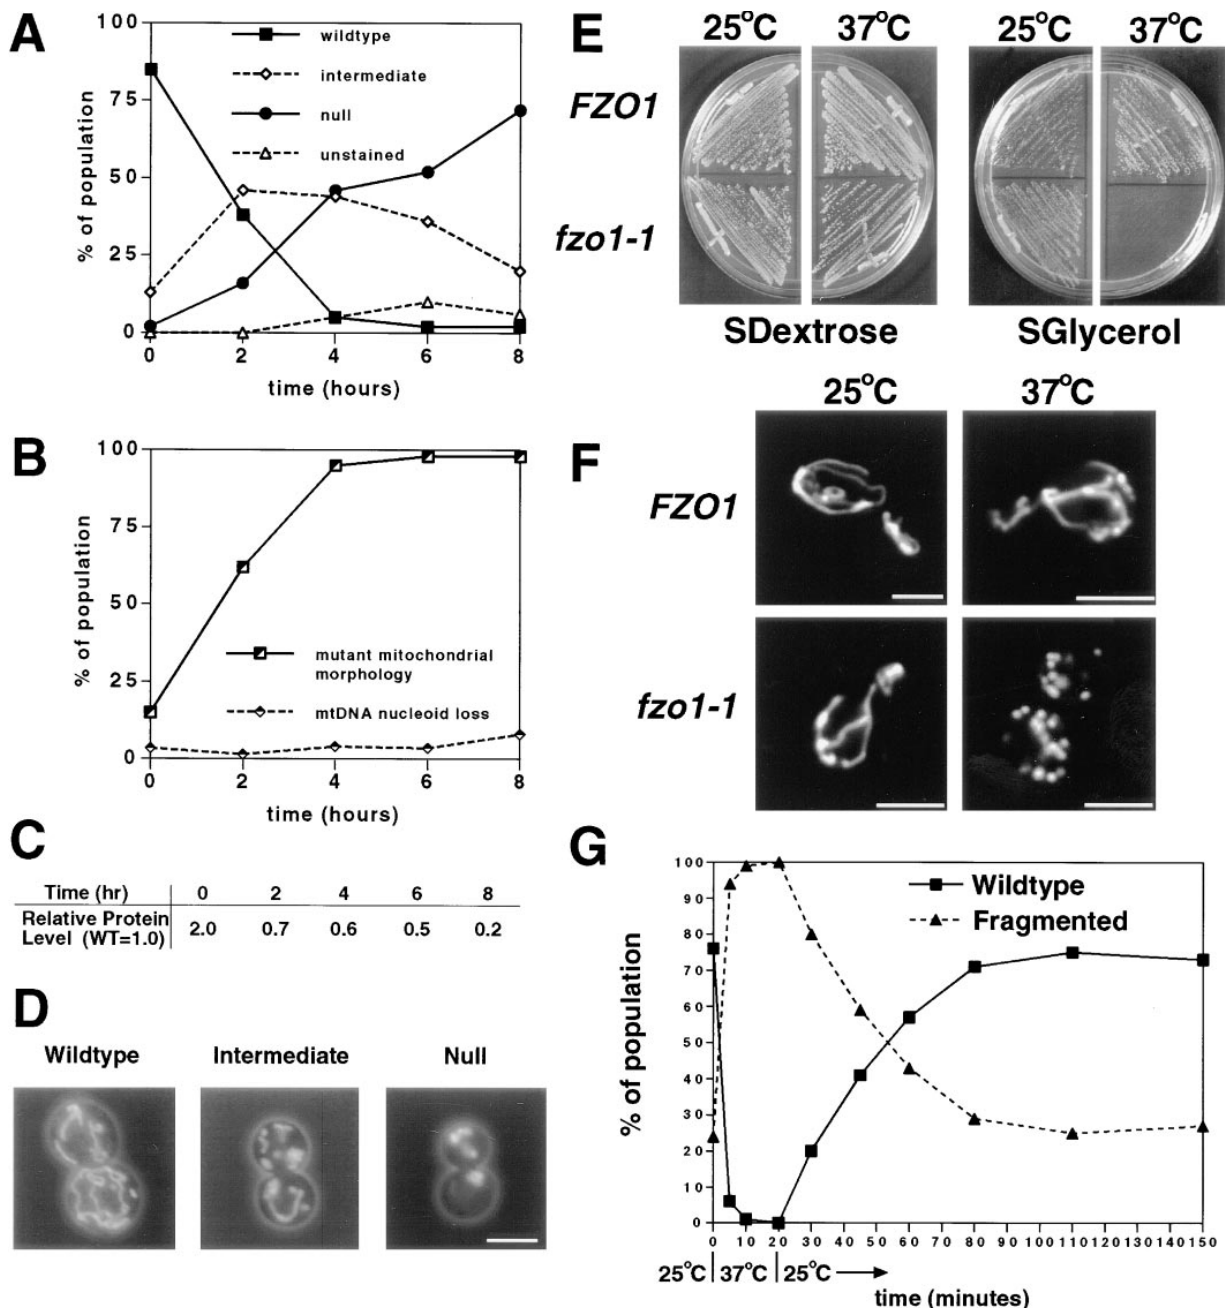 A
100
75
50
25
0
% of population
wildtype
intermediate
null
unstained
0 2 4 6 8
time (hours)
B
100
75
50
25
0
% of population
mutant mitochondrial
morphology
mtDNA nucleoid loss
0 2 4 6 8
time (hours)
C
Time (hr) 0 2 4 6 8
Relative Protein
Level (WT=1.0) 2.0 0.7 0.6 0.5 0.2
D
Wildtype Intermediate Null
E
25°C 37°C 25°C 37°C
FZO1
fzo1-1
SDextrose SGlycerol
F
25°C 37°C
FZO1
fzo1-1
G
100
90
80
70
60
50
40
30
20
10
0
% of population
Wildtype
Fragmented
0 10 20 30 40 50 60 70 80 90 100 110 120 130 140 150
25°C 37°C 25°C
time (minutes)